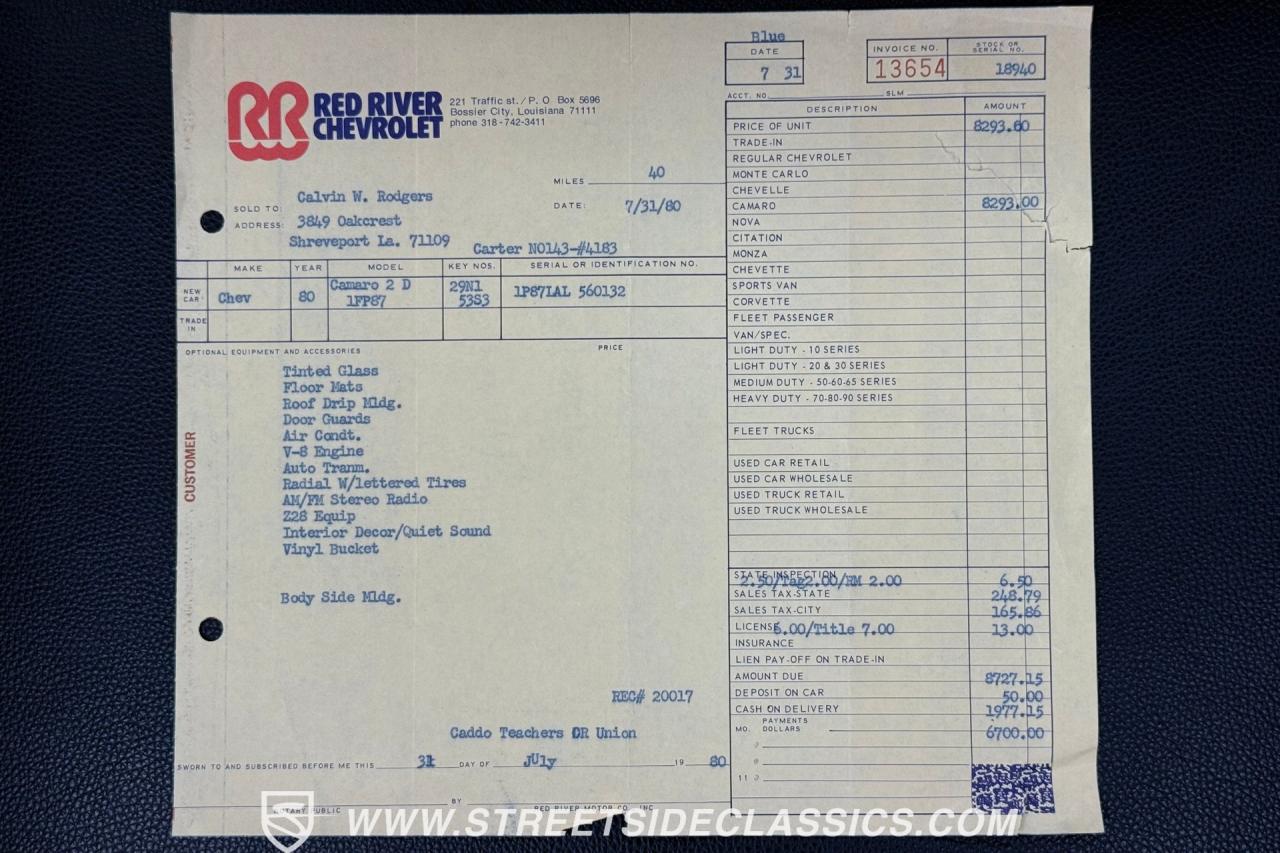 Blue
DATE
7 31
INVOICE NO.
13654
STOCK OR SERIAL NO.
18940
RR RED RIVER
CHEVROLET
221 Traffic st. / P. O. Box 5696
Bossier City, Louisiana 71111
phone 318-742-3411
ACCT. NO. SLM
MILES 40
SOLD TO: Calvin W. Rodgers
DATE: 7/31/80
ADDRESS: 3849 Oakcrest
Shreveport La. 71109
Carter NO143-#4183
MAKE YEAR MODEL KEY NOS. SERIAL OR IDENTIFICATION NO.
NEW CAR Chev 80 Camaro 2 D 29N1 1P87LAL 560132
1FP87 53S3
TRADE IN
OPTIONAL EQUIPMENT AND ACCESSORIES PRICE
Tinted Glass
Floor Mats
Roof Drip Mldg.
Door Guards
Air Condt.
V-8 Engine
Auto Tranm.
Radial W/lettered Tires
AM/FM Stereo Radio
Z28 Equip
Interior Decor/Quiet Sound
Vinyl Bucket
Body Side Mldg.
CUSTOMER
REC# 20017
Caddo Teachers CR Union
SWORN TO AND SUBSCRIBED BEFORE ME THIS 31 DAY OF JUly 19 80
NOTARY PUBLIC
BY RED RIVER MOTOR CO., INC.
DESCRIPTION AMOUNT
PRICE OF UNIT 8293.00
TRADE-IN
REGULAR CHEVROLET
MONTE CARLO
CHEVELLE
CAMARO 8293.00
NOVA
CITATION
MONZA
CHEVETTE
SPORTS VAN
CORVETTE
FLEET PASSENGER
VAN/SPEC.
LIGHT DUTY - 10 SERIES
LIGHT DUTY - 20 & 30 SERIES
MEDIUM DUTY - 50-60-65 SERIES
HEAVY DUTY - 70-80-90 SERIES
FLEET TRUCKS
USED CAR RETAIL
USED CAR WHOLESALE
USED TRUCK RETAIL
USED TRUCK WHOLESALE
STATE INSPECTION
2.50/Tag2.00/RM 2.00 6.50
SALES TAX-STATE 248.79
SALES TAX-CITY 165.86
LICENSE 6.00/Title 7.00 13.00
INSURANCE
LIEN PAY-OFF ON TRADE-IN
AMOUNT DUE 8727.15
DEPOSIT ON CAR 50.00
CASH ON DELIVERY 1977.15
MO. PAYMENTS DOLLARS 6700.00
WWW.STREETSIDECLASSICS.COM